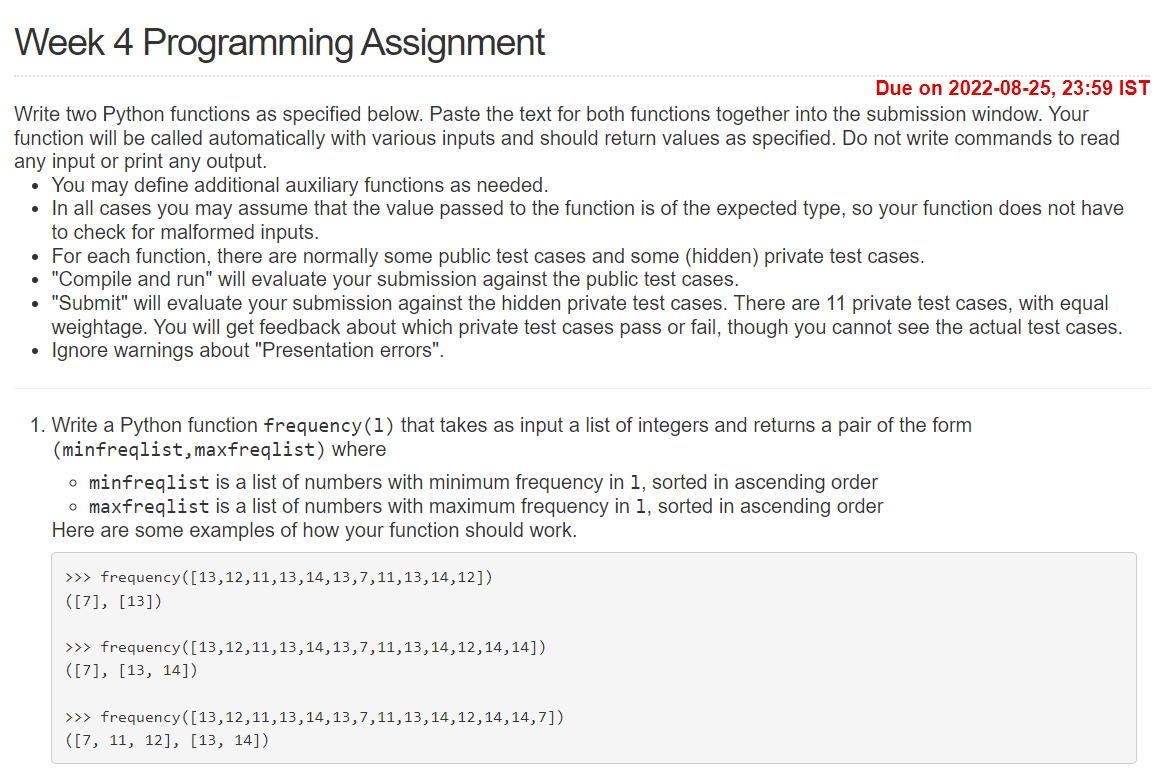 Week 4 Programming Assignment
Due on 2022-08-25, 23:59 IST
Write two Python functions as specified below. Paste the text for both functions together into the submission window. Your
function will be called automatically with various inputs and should return values as specified. Do not write commands to read
any input or print any output.
• You may define additional auxiliary functions as needed.
• In all cases you may assume that the value passed to the function is of the expected type, so your function does not have
to check for malformed inputs.
• For each function, there are normally some public test cases and some (hidden) private test cases.
• "Compile and run" will evaluate your submission against the public test cases.
• "Submit" will evaluate your submission against the hidden private test cases. There are 11 private test cases, with equal
weightage. You will get feedback about which private test cases pass or fail, though you cannot see the actual test cases.
• Ignore warnings about "Presentation errors".
1. Write a Python function frequency(l) that takes as input a list of integers and returns a pair of the form
(minfreqlist,maxfreqlist) where
◦ minfreqlist is a list of numbers with minimum frequency in l, sorted in ascending order
◦ maxfreqlist is a list of numbers with maximum frequency in l, sorted in ascending order
Here are some examples of how your function should work.
>>> frequency([13,12,11,13,14,13,7,11,13,14,12])
([7], [13])
>>> frequency([13,12,11,13,14,13,7,11,13,14,12,14,14])
([7], [13, 14])
>>> frequency([13,12,11,13,14,13,7,11,13,14,12,14,14,7])
([7, 11, 12], [13, 14])